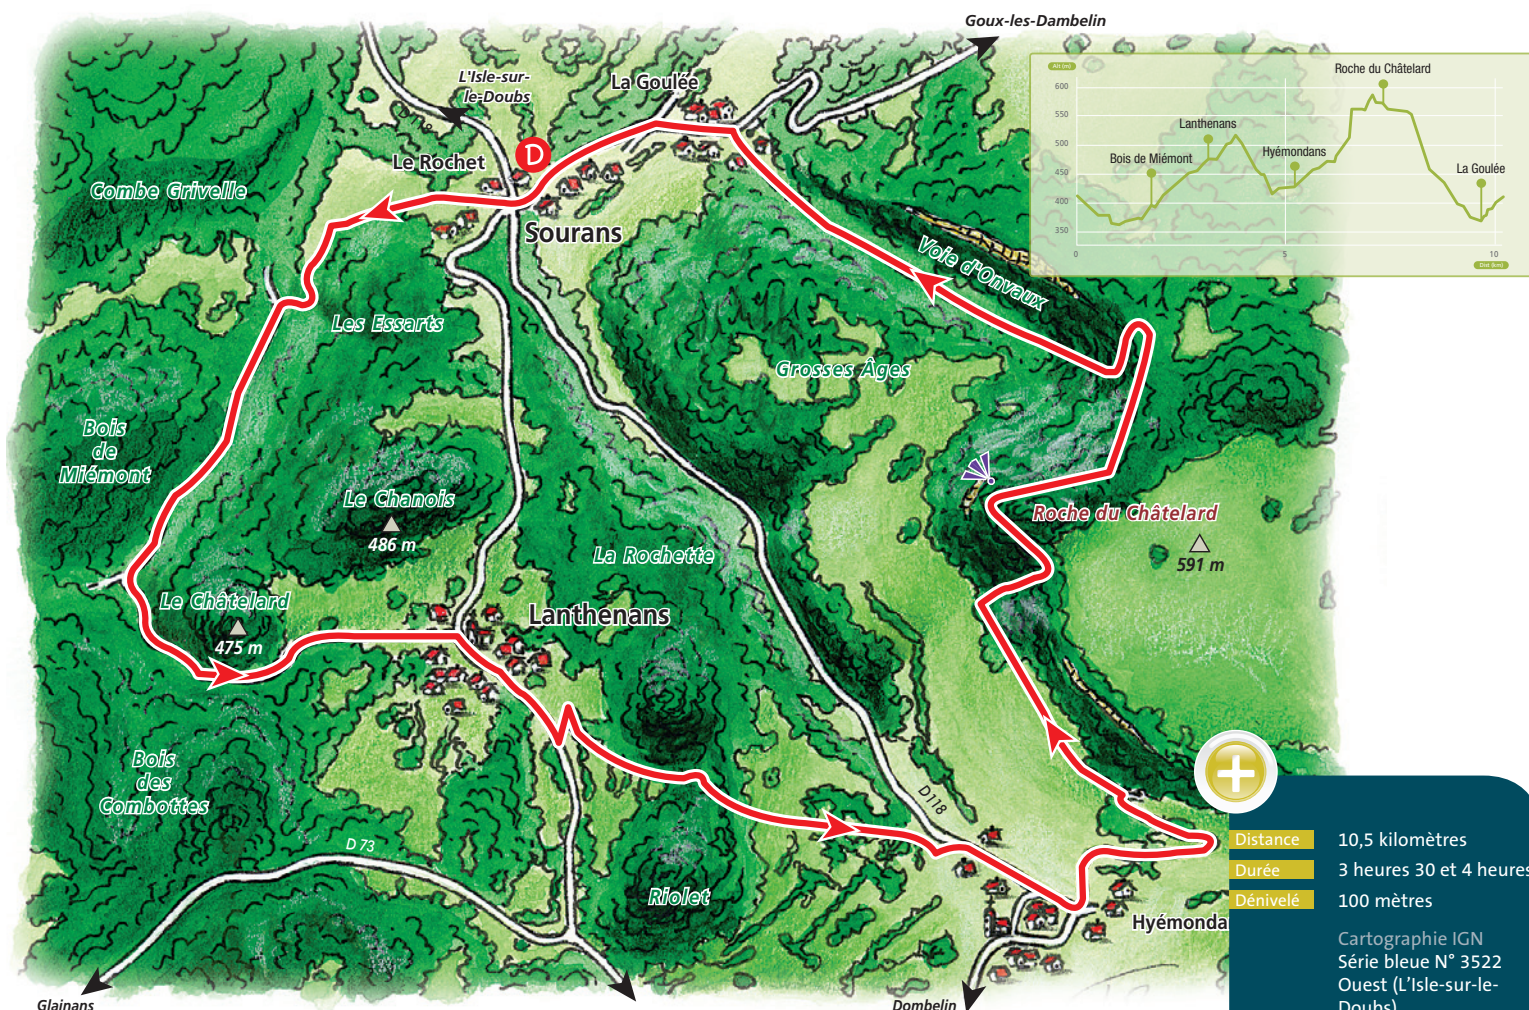 Goux-les-Dambelin
L'Isle-sur-
le-Doubs
La Goulée
D
Le Rochet
Sourans
Combe Grivelle
Voie d'Onvaux
Les Essarts
Grosses Âges
Bois
de
Miémont
Le Chanois
486 m
Roche du Châtelard
591 m
La Rochette
Le Châtelard
475 m
Lanthenans
Bois
des
Combottes
D 73
D118
Riolet
Hyémonda
Glainans
Dombelin
Alt (m)
600
550
500
450
400
350
0
5
10
Dist (km)
Bois de Miémont
Lanthenans
Hyémondans
Roche du Châtelard
La Goulée
Distance 10,5 kilomètres
Durée 3 heures 30 et 4 heures
Dénivelé 100 mètres
Cartographie IGN
Série bleue N° 3522
Ouest (L'Isle-sur-le-
Doubs)